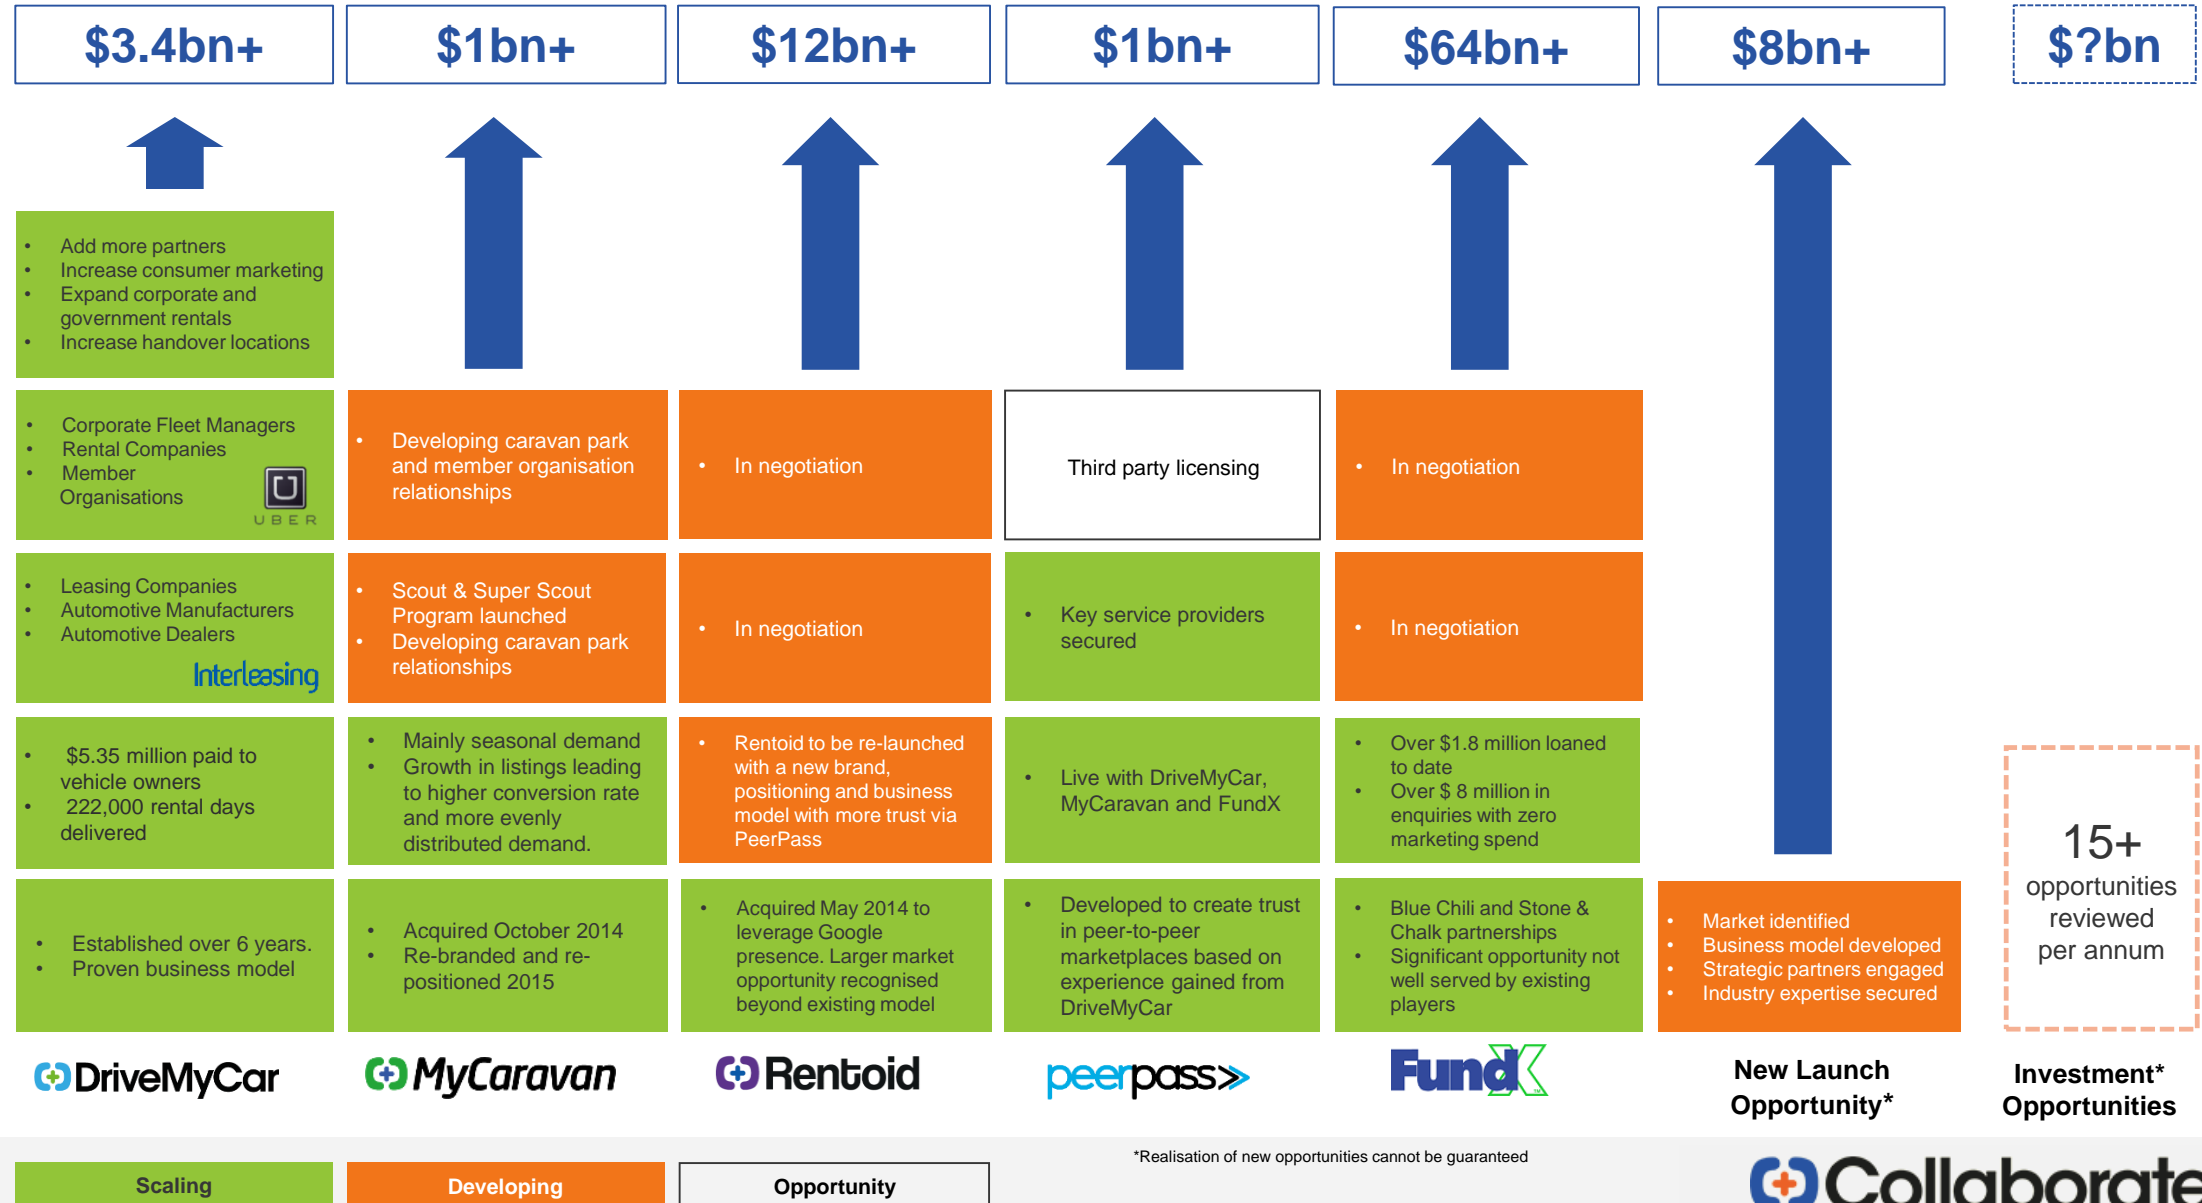 $3.4bn+
$1bn+
$12bn+
$1bn+
$64bn+
$8bn+
$?bn
• Add more partners
• Increase consumer marketing
• Expand corporate and
government rentals
• Increase handover locations
• Corporate Fleet Managers
• Rental Companies
• Member
Organisations
UBER
• Developing caravan park
and member organisation
relationships
• In negotiation
Third party licensing
• In negotiation
• Leasing Companies
• Automotive Manufacturers
• Automotive Dealers
Interleasing
• Scout & Super Scout
Program launched
• Developing caravan park
relationships
• In negotiation
• Key service providers
secured
• In negotiation
• $5.35 million paid to
vehicle owners
• 222,000 rental days
delivered
• Mainly seasonal demand
• Growth in listings leading
to higher conversion rate
and more evenly
distributed demand.
• Rentoid to be re-launched
with a new brand,
positioning and business
model with more trust via
PeerPass
• Live with DriveMyCar,
MyCaravan and FundX
• Over $1.8 million loaned
to date
• Over $ 8 million in
enquiries with zero
marketing spend
• Established over 6 years.
• Proven business model
• Acquired October 2014
• Re-branded and re-
positioned 2015
• Acquired May 2014 to
leverage Google
presence. Larger market
opportunity recognised
beyond existing model
• Developed to create trust
in peer-to-peer
marketplaces based on
experience gained from
DriveMyCar
• Blue Chili and Stone &
Chalk partnerships
• Significant opportunity not
well served by existing
players
• Market identified
• Business model developed
• Strategic partners engaged
• Industry expertise secured
15+
opportunities
reviewed
per annum
DriveMyCar
MyCaravan
Rentoid
peerpass
FundX
New Launch
Opportunity*
Investment*
Opportunities
*Realisation of new opportunities cannot be guaranteed
Scaling
Developing
Opportunity
Collaborate